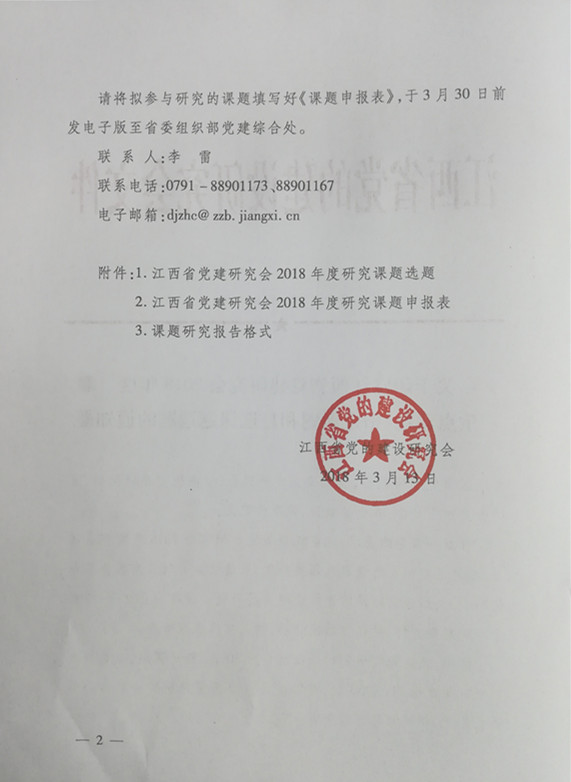 请将拟参与研究的课题填写好《课题申报表》,于3月30日前
发电子版至省委组织部党建综合处。
联 系 人:李 雷
联系电话:0791-88901173,88901167
电子邮箱:djzhc@zzb.jiangxi.cn
附件:1.江西省党建研究会2018年度研究课题选题
2.江西省党建研究会2018年度研究课题申报表
3.课题研究报告格式
江西省党的建设研究会
江西省党的建设研究会
2018年3月13日
— 2 —